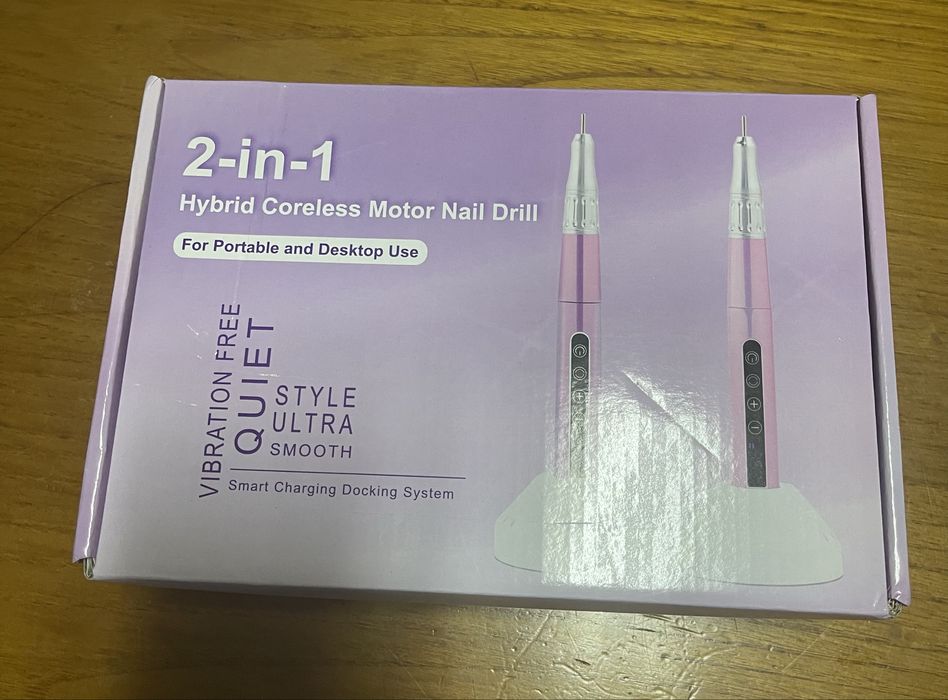 2-in-1
Hybrid Coreless Motor Nail Drill
For Portable and Desktop Use
VIBRATION FREE
QUIET
STYLE
ULTRA
SMOOTH
Smart Charging Docking System